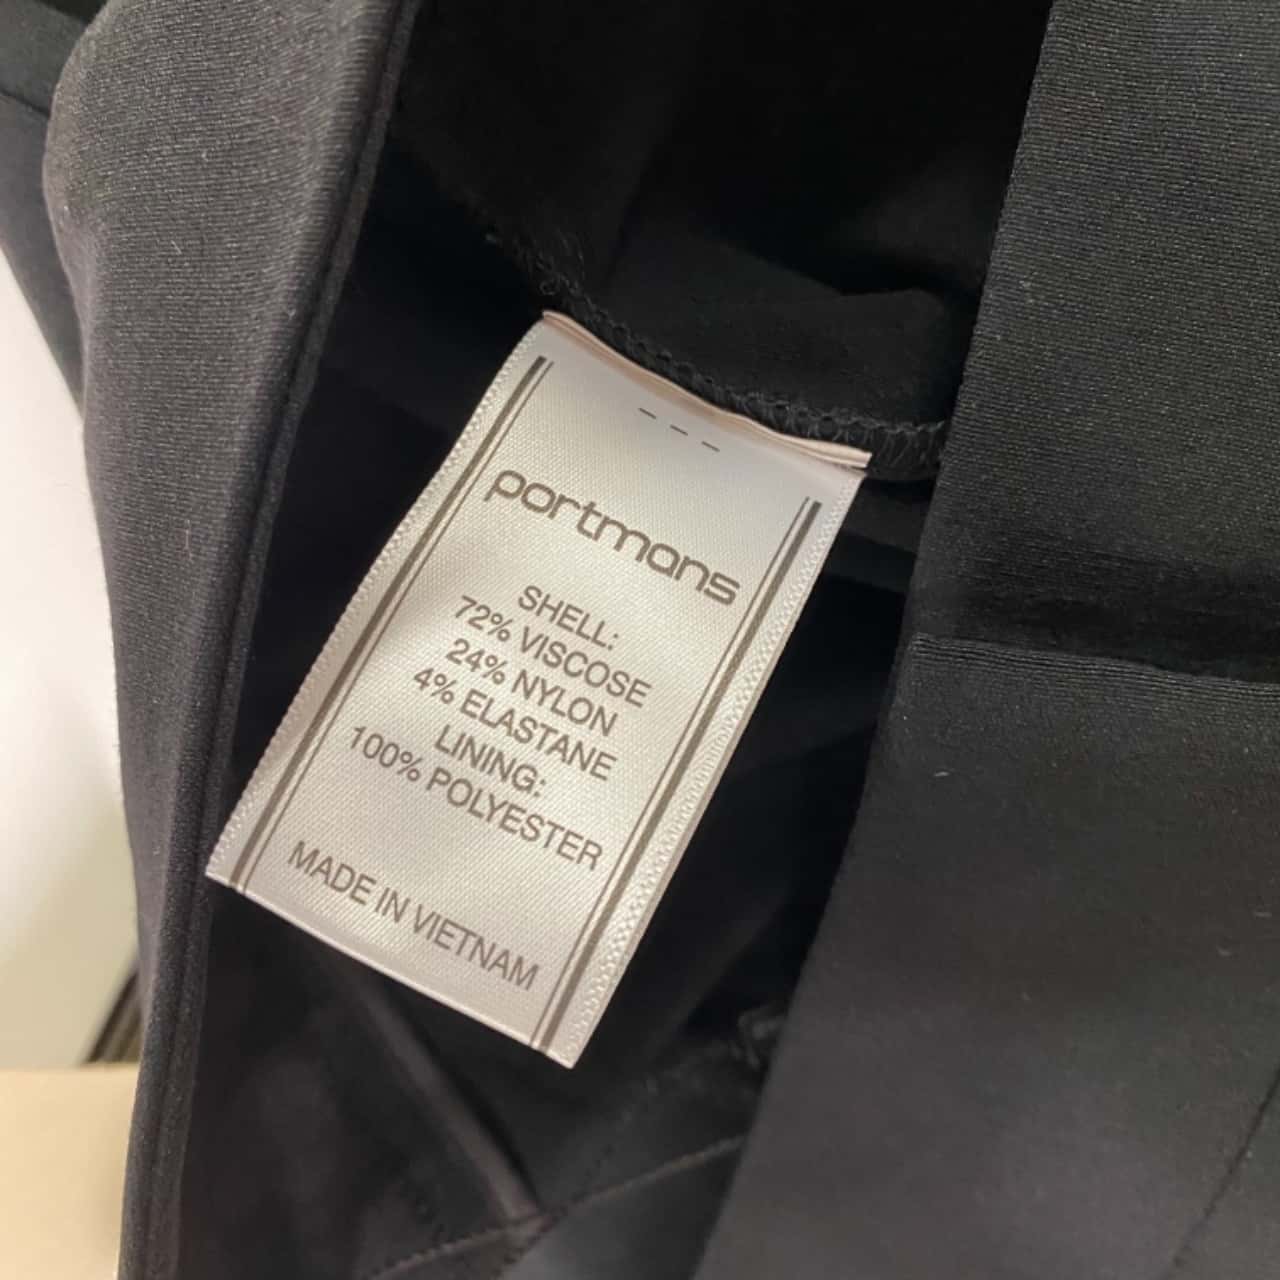 portmans
SHELL:
72% VISCOSE
24% NYLON
4% ELASTANE
LINING:
100% POLYESTER
MADE IN VIETNAM